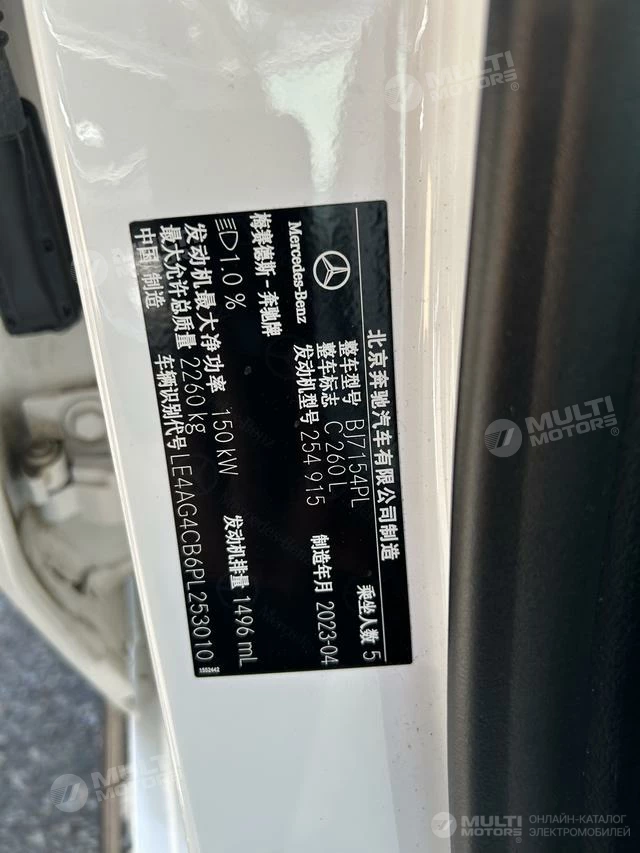 北京奔驰汽车有限公司制造
Mercedes-Benz
梅赛德斯-奔驰牌
整车型号 BJ7154PL 乘坐人数 5
整车标志 C 260 L
发动机型号 254 915 制造年月 2023-04
1.0 %
发动机最大净功率 150 kW 发动机排量 1496 mL
最大允许总质量 2260 kg
中国 制造 车辆识别代号 LE4AG4CB6PL253010
1552442
MULTI
MOTORS®
MULTI
MOTORS®
MULTI
MOTORS®
MULTI
MOTORS®
ОНЛАЙН-КАТАЛОГ
ЭЛЕКТРОМОБИЛЕЙ